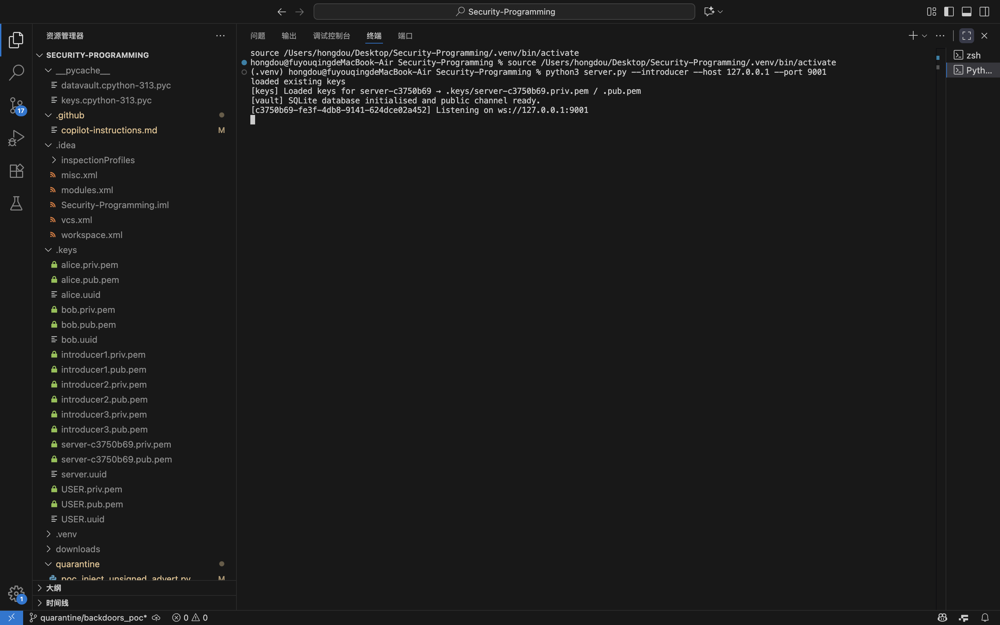 Security-Programming
资源管理器
SECURITY-PROGRAMMING
__pycache__
datavault.cpython-313.pyc
keys.cpython-313.pyc
.github
copilot-instructions.md M
.idea
inspectionProfiles
misc.xml
modules.xml
Security-Programming.iml
vcs.xml
workspace.xml
.keys
alice.priv.pem
alice.pub.pem
alice.uuid
bob.priv.pem
bob.pub.pem
bob.uuid
introducer1.priv.pem
introducer1.pub.pem
introducer2.priv.pem
introducer2.pub.pem
introducer3.priv.pem
introducer3.pub.pem
server-c3750b69.priv.pem
server-c3750b69.pub.pem
server.uuid
USER.priv.pem
USER.pub.pem
USER.uuid
.venv
downloads
quarantine
poc_inject_unsigned_advert.py M
大纲
时间线
17
1
问题 输出 调试控制台 终端 端口
source /Users/hongdou/Desktop/Security-Programming/.venv/bin/activate
hongdou@fuyouqingdeMacBook-Air Security-Programming % source /Users/hongdou/Desktop/Security-Programming/.venv/bin/activate
(.venv) hongdou@fuyouqingdeMacBook-Air Security-Programming % python3 server.py --introducer --host 127.0.0.1 --port 9001
loaded existing keys
[keys] Loaded keys for server-c3750b69 → .keys/server-c3750b69.priv.pem / .pub.pem
[vault] SQLite database initialised and public channel ready.
[c3750b69-fe3f-4db8-9141-624dce02a452] Listening on ws://127.0.0.1:9001
zsh
Pyth...
quarantine/backdoors_poc* 0 0